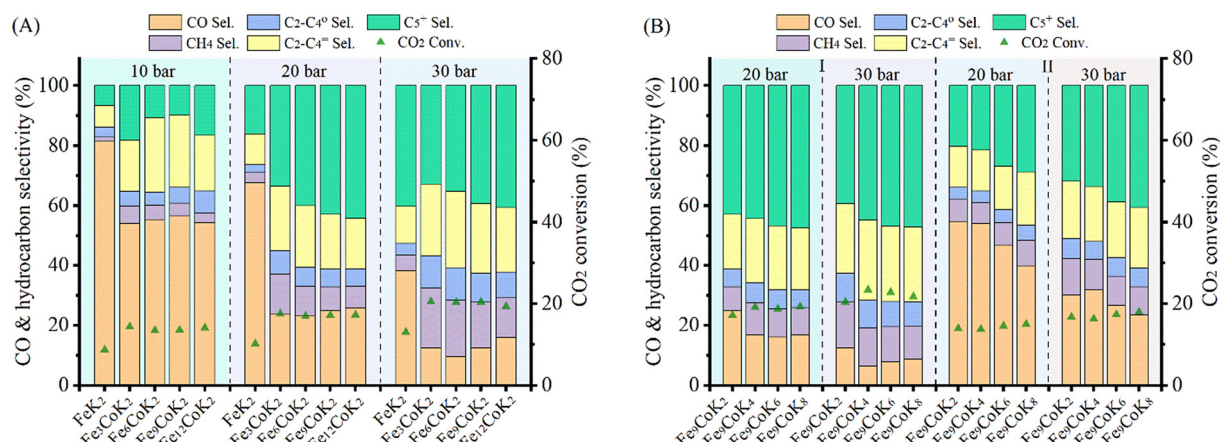 (A)
CO Sel.
C2-C4⁰ Sel.
C5⁺ Sel.
CH4 Sel.
C2-C4⁼ Sel.
CO2 Conv.
10 bar
20 bar
30 bar
CO & hydrocarbon selectivity (%)
100
80
60
40
20
0
CO2 conversion (%)
80
60
40
20
0
FeK2
Fe3CoK2
Fe6CoK2
Fe9CoK2
Fe12CoK2
FeK2
Fe3CoK2
Fe6CoK2
Fe9CoK2
Fe12CoK2
FeK2
Fe3CoK2
Fe6CoK2
Fe9CoK2
Fe12CoK2
(B)
CO Sel.
C2-C4⁰ Sel.
C5⁺ Sel.
CH4 Sel.
C2-C4⁼ Sel.
CO2 Conv.
20 bar
I
30 bar
20 bar
II
30 bar
CO & hydrocarbon selectivity (%)
100
80
60
40
20
0
CO2 conversion (%)
80
60
40
20
0
Fe9CoK2
Fe9CoK4
Fe9CoK6
Fe9CoK8
Fe9CoK2
Fe9CoK4
Fe9CoK6
Fe9CoK8
Fe9CoK2
Fe9CoK4
Fe9CoK6
Fe9CoK8
Fe9CoK2
Fe9CoK4
Fe9CoK6
Fe9CoK8